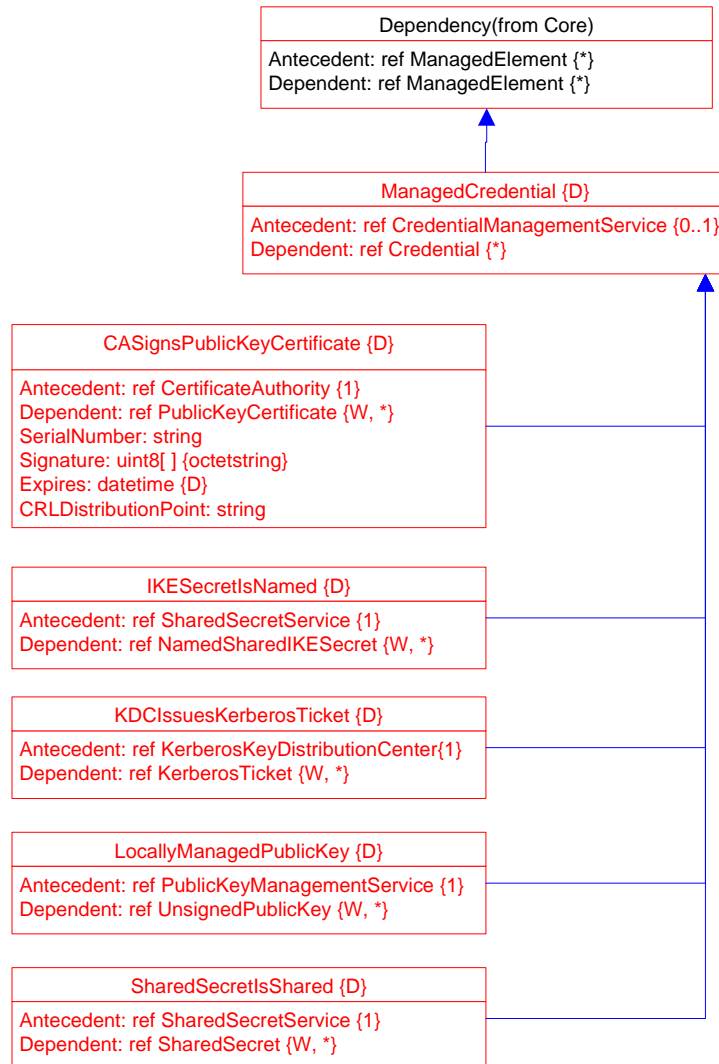 Dependency(from Core)
Antecedent: ref ManagedElement {*}
Dependent: ref ManagedElement {*}
ManagedCredential {D}
Antecedent: ref CredentialManagementService {0..1}
Dependent: ref Credential {*}
CASignsPublicKeyCertificate {D}
Antecedent: ref CertificateAuthority {1}
Dependent: ref PublicKeyCertificate {W, *}
SerialNumber: string
Signature: uint8[ ] {octetstring}
Expires: datetime {D}
CRLDistributionPoint: string
IKESecretIsNamed {D}
Antecedent: ref SharedSecretService {1}
Dependent: ref NamedSharedIKESecret {W, *}
KDCIssuesKerberosTicket {D}
Antecedent: ref KerberosKeyDistributionCenter{1}
Dependent: ref KerberosTicket {W, *}
LocallyManagedPublicKey {D}
Antecedent: ref PublicKeyManagementService {1}
Dependent: ref UnsignedPublicKey {W, *}
SharedSecretIsShared {D}
Antecedent: ref SharedSecretService {1}
Dependent: ref SharedSecret {W, *}